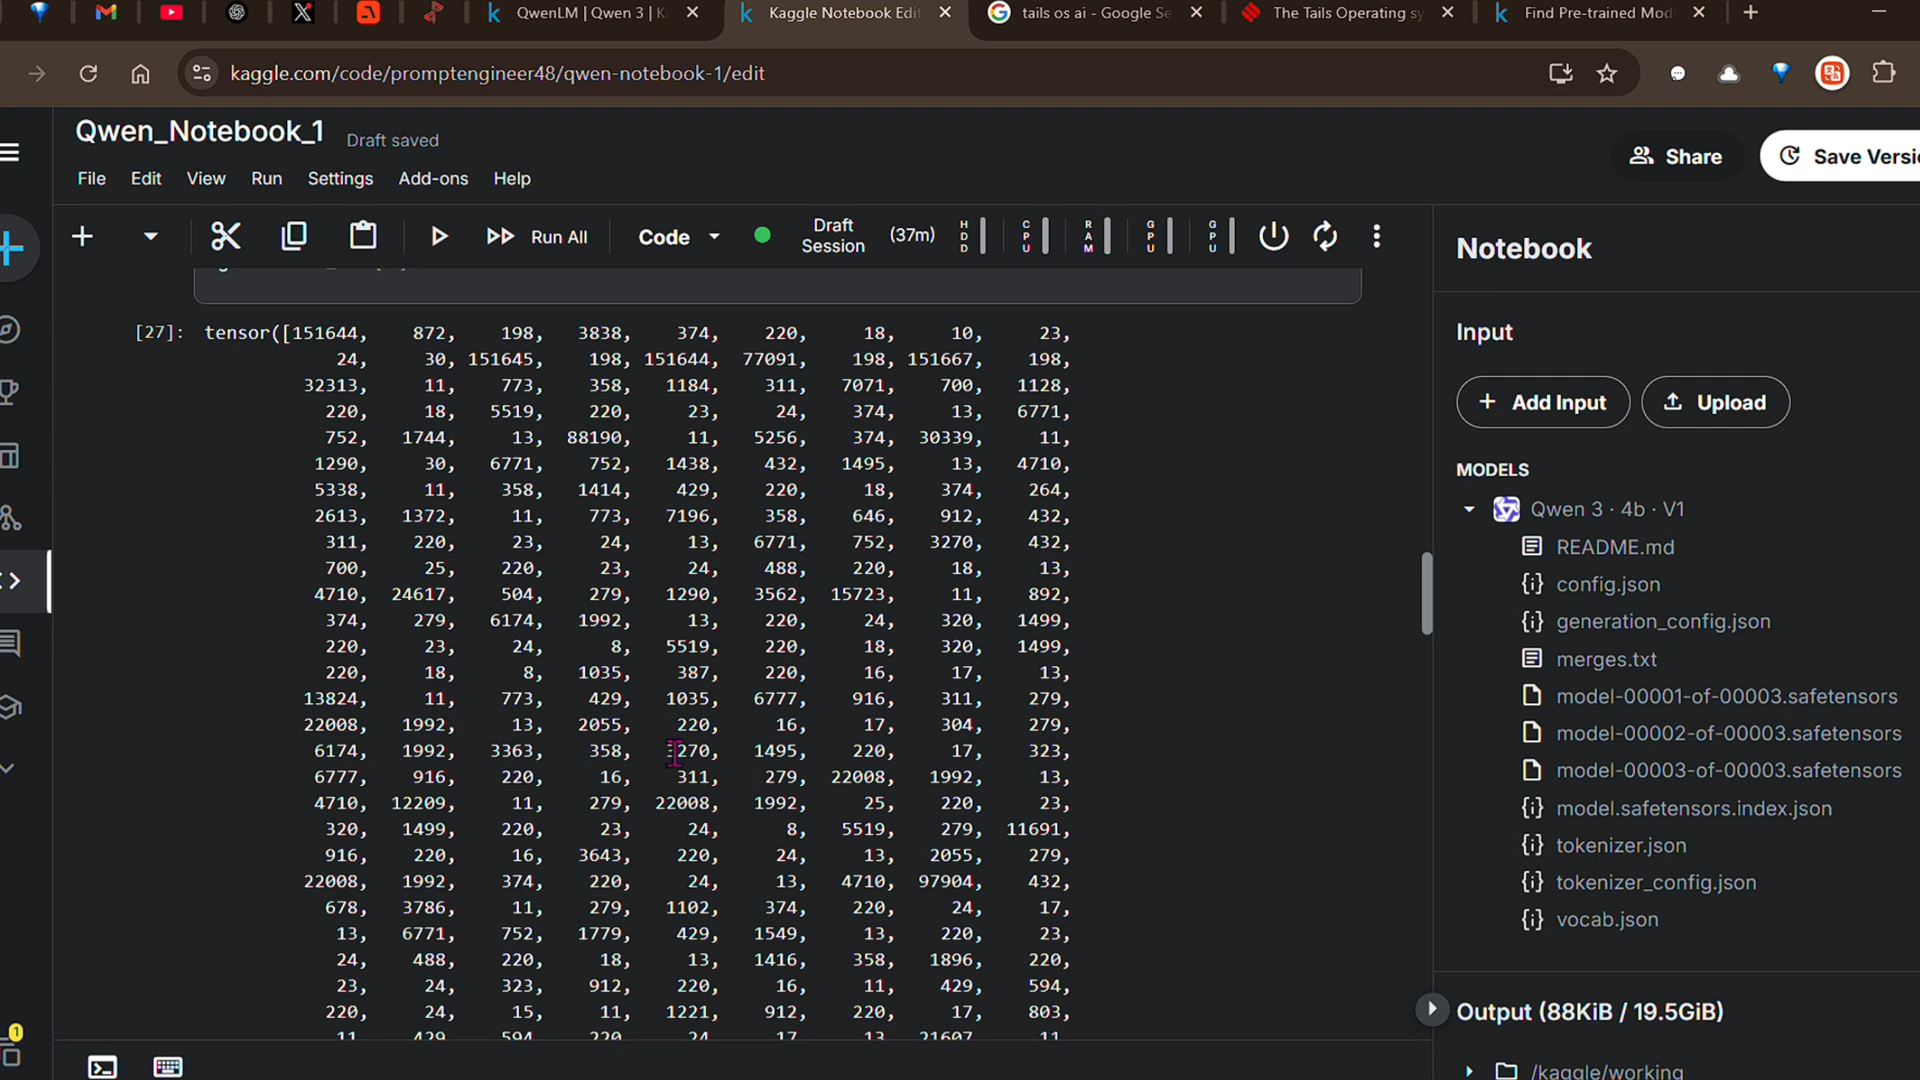 QwenLM | Qwen 3 | K
Kaggle Notebook Edit
tails os ai - Google Se
The Tails Operating sy
Find Pre-trained Mod
kaggle.com/code/promptengineer48/qwen-notebook-1/edit
Qwen_Notebook_1 Draft saved
Share
Save Versi
File Edit View Run Settings Add-ons Help
Run All
Code
Draft Session (37m)
HDD
CPU
RAM
GPU
GPU
[27]: tensor([151644, 872, 198, 3838, 374, 220, 18, 10, 23,
24, 30, 151645, 198, 151644, 77091, 198, 151667, 198,
32313, 11, 773, 358, 1184, 311, 7071, 700, 1128,
220, 18, 5519, 220, 23, 24, 374, 13, 6771,
752, 1744, 13, 88190, 11, 5256, 374, 30339, 11,
1290, 30, 6771, 752, 1438, 432, 1495, 13, 4710,
5338, 11, 358, 1414, 429, 220, 18, 374, 264,
2613, 1372, 11, 773, 7196, 358, 646, 912, 432,
311, 220, 23, 24, 13, 6771, 752, 3270, 432,
700, 25, 220, 23, 24, 488, 220, 18, 13,
4710, 24617, 504, 279, 1290, 3562, 15723, 11, 892,
374, 279, 6174, 1992, 13, 220, 24, 320, 1499,
220, 23, 24, 8, 5519, 220, 18, 320, 1499,
220, 18, 8, 1035, 387, 220, 16, 17, 13,
13824, 11, 773, 429, 1035, 6777, 916, 311, 279,
22008, 1992, 13, 2055, 220, 16, 17, 304, 279,
6174, 1992, 3363, 358, 270, 1495, 220, 17, 323,
6777, 916, 220, 16, 311, 279, 22008, 1992, 13,
4710, 12209, 11, 279, 22008, 1992, 25, 220, 23,
320, 1499, 220, 23, 24, 8, 5519, 279, 11691,
916, 220, 16, 3643, 220, 24, 13, 2055, 279,
22008, 1992, 374, 220, 24, 13, 4710, 97904, 432,
678, 3786, 11, 279, 1102, 374, 220, 24, 17,
13, 6771, 752, 1779, 429, 1549, 13, 220, 23,
24, 488, 220, 18, 13, 1416, 358, 1896, 220,
23, 24, 323, 912, 220, 16, 11, 429, 594,
220, 24, 15, 11, 1221, 912, 220, 17, 803,
11, 429, 594, 220, 24, 17, 13, 21607, 11,
Notebook
Input
Add Input
Upload
MODELS
Qwen 3 · 4b · V1
README.md
config.json
generation_config.json
merges.txt
model-00001-of-00003.safetensors
model-00002-of-00003.safetensors
model-00003-of-00003.safetensors
model.safetensors.index.json
tokenizer.json
tokenizer_config.json
vocab.json
Output (88KiB / 19.5GiB)
/kaggle/working
1